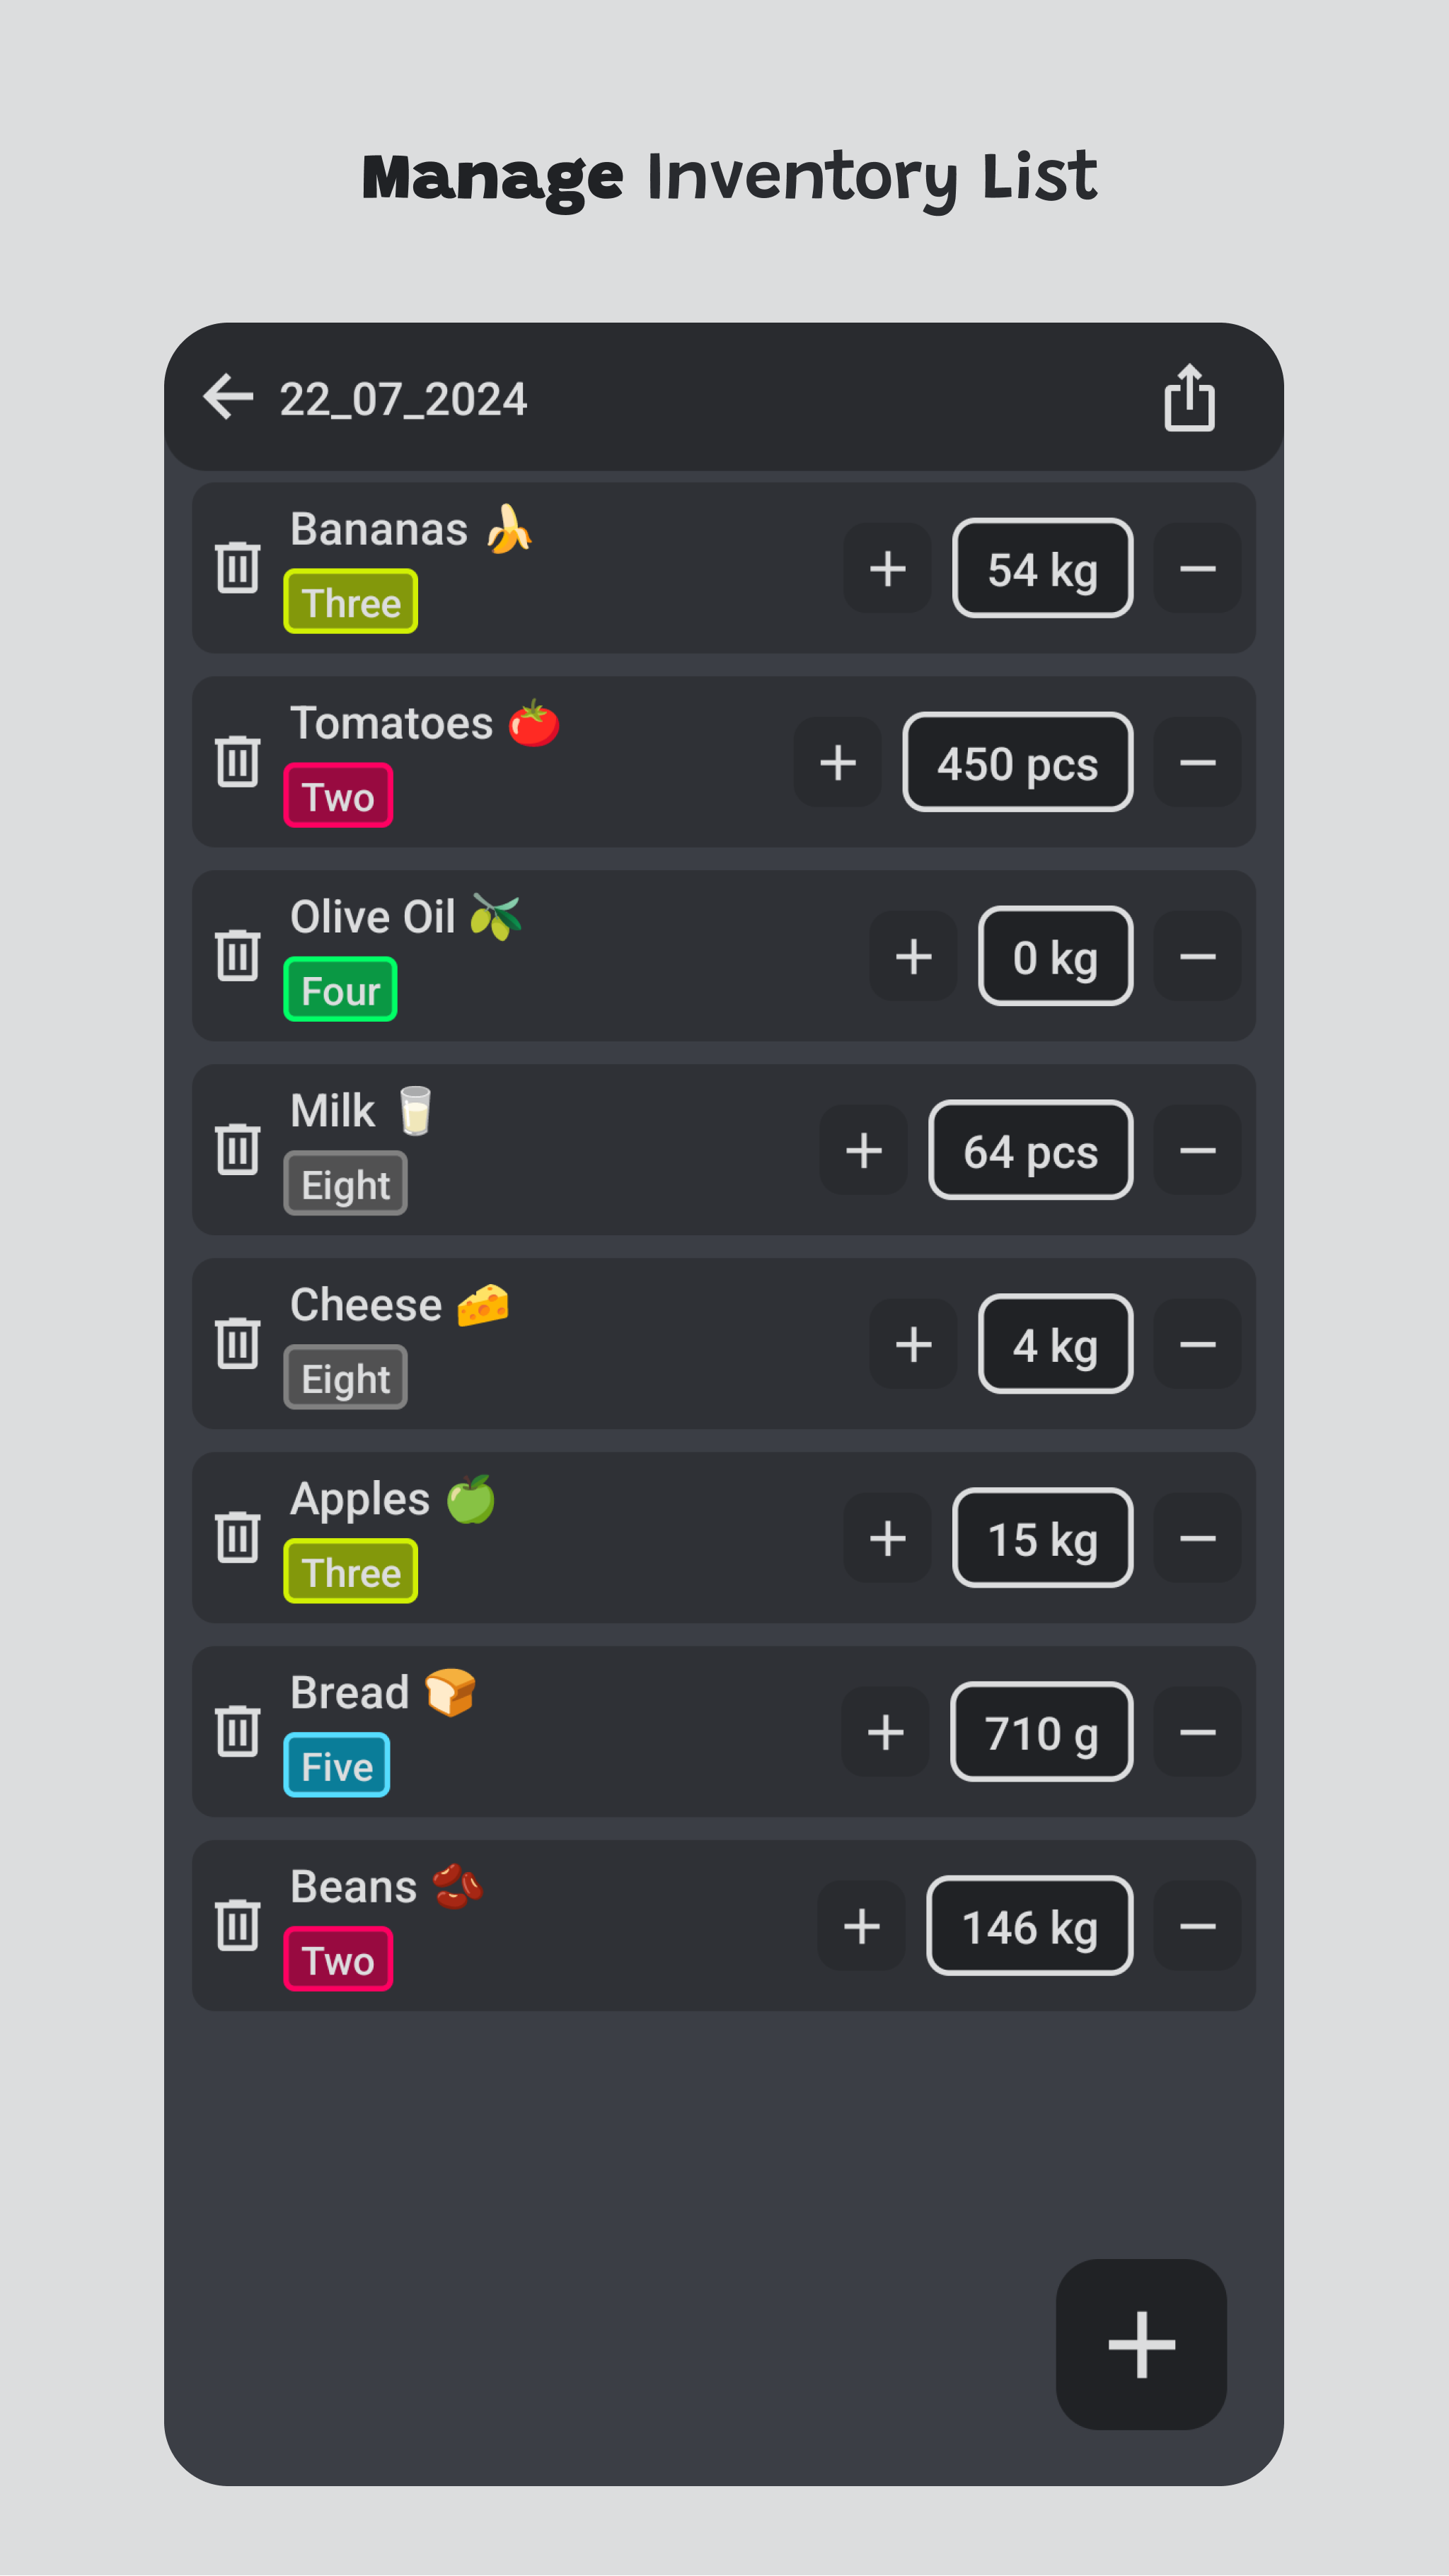 Manage Inventory List
22_07_2024
Bananas 🍌
Three
54 kg
Tomatoes 🍅
Two
450 pcs
Olive Oil 🫒
Four
0 kg
Milk 🥛
Eight
64 pcs
Cheese 🧀
Eight
4 kg
Apples 🍏
Three
15 kg
Bread 🍞
Five
710 g
Beans 🫘
Two
146 kg